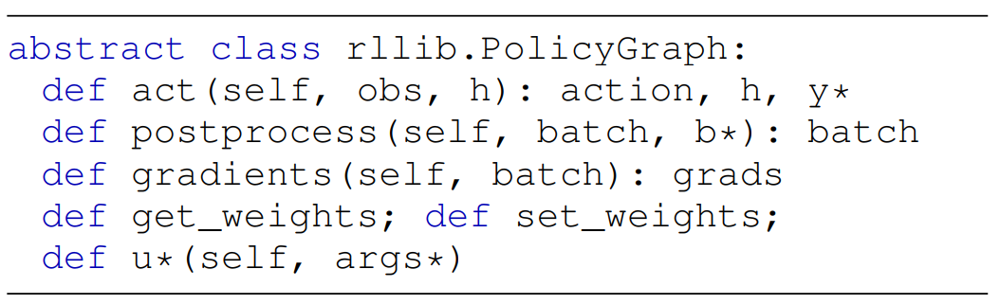 abstract class rllib.PolicyGraph:
def act(self, obs, h): action, h, y*
def postprocess(self, batch, b*): batch
def gradients(self, batch): grads
def get_weights; def set_weights;
def u*(self, args*)